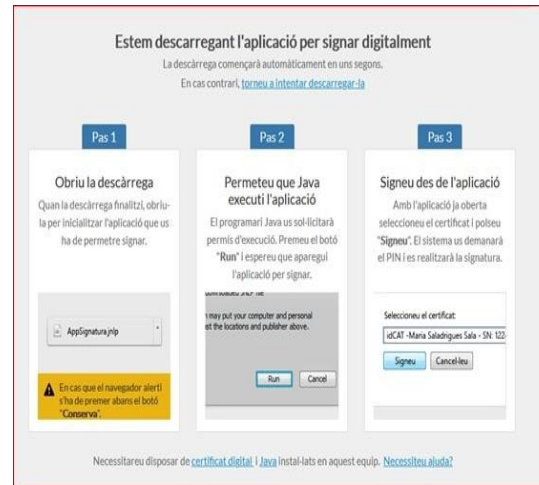 Estem descarregant l'aplicació per signar digitalment
La descàrrega començarà automàticament en uns segons.
En cas contrari, torneu a intentar descarregar-la
Pas 1
Obriu la descàrrega
Quan la descàrrega finalitzi, obriu-
la per inicialitzar l'aplicació que us
ha de permetre signar.
AppSignatura.jnlp
En cas que el navegador alerti
s'ha de premer abans el botó
"Conserva".
Pas 2
Permeteu que Java
executi l'aplicació
El programari Java us sol·licitarà
permís d'execució. Premeu el botó
"Run" i espereu que aparegui
l'aplicació per signar.
may put your computer and personal
the locations and publisher above.
Run
Cancel
Pas 3
Signeu des de l'aplicació
Amb l'aplicació ja oberta
seleccioneu el certificat i polseu
"Signeu". El sistema us demanarà
el PIN i es realitzarà la signatura.
Seleccioneu el certificat:
idCAT -Maria Saladrigues Sala - SN: 122
Signeu
Cancel·leu
Necessitareu disposar de certificat digital i Java instal·lats en aquest equip. Necessiteu ajuda?